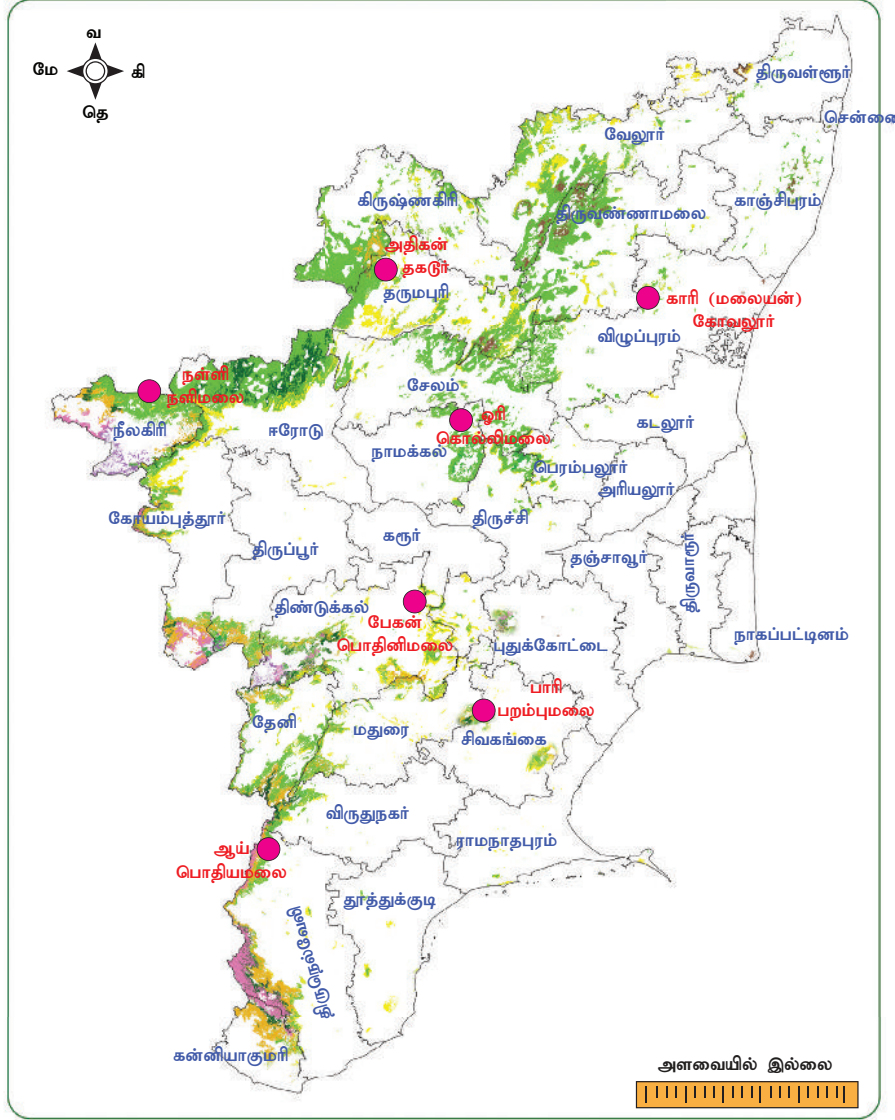 வ
மே
கி
தெ
திருவள்ளூர்
சென்னை
வேலூர்
கிருஷ்ணகிரி
திருவண்ணாமலை
காஞ்சிபுரம்
அதிகன்
தகடூர்
தருமபுரி
காரி (மலையன்)
கோவலூர்
விழுப்புரம்
நள்ளி
நளிமலை
நீலகிரி
ஈரோடு
சேலம்
ஓரி
கொல்லிமலை
நாமக்கல்
கடலூர்
பெரம்பலூர்
அரியலூர்
கோயம்புத்தூர்
திருப்பூர்
கரூர்
திருச்சி
தஞ்சாவூர்
திருவாரூர்
நாகப்பட்டினம்
திண்டுக்கல்
பேகன்
பொதினிமலை
புதுக்கோட்டை
பாரி
பறம்புமலை
தேனி
மதுரை
சிவகங்கை
விருதுநகர்
ராமநாதபுரம்
ஆய்
பொதியமலை
தூத்துக்குடி
திருநெல்வேலி
கன்னியாகுமரி
அளவையில் இல்லை